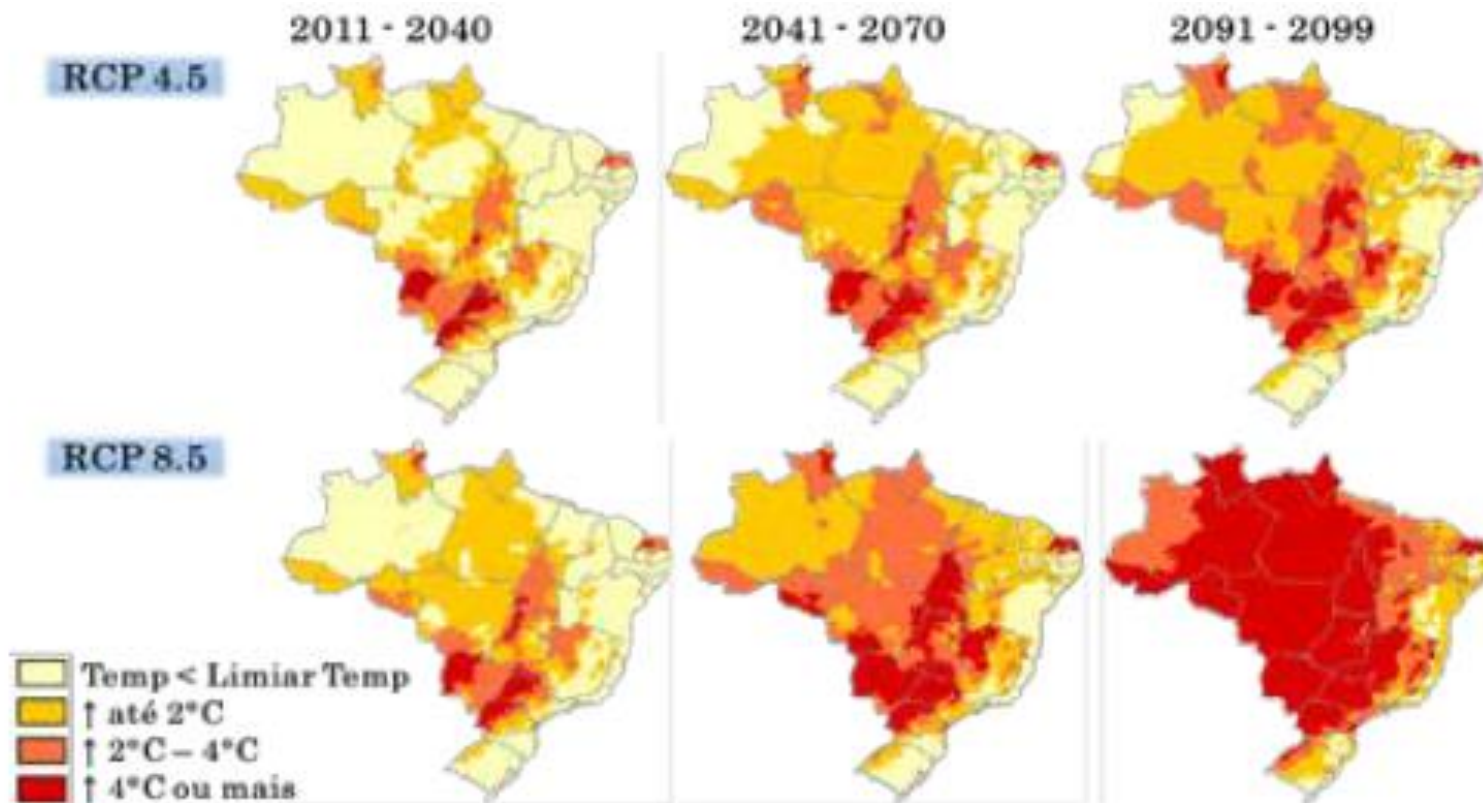 2011 - 2040
2041 - 2070
2091 - 2099
RCP 4.5
RCP 8.5
Temp < Limiar Temp
↑ até 2°C
↑ 2°C – 4°C
↑ 4°C ou mais